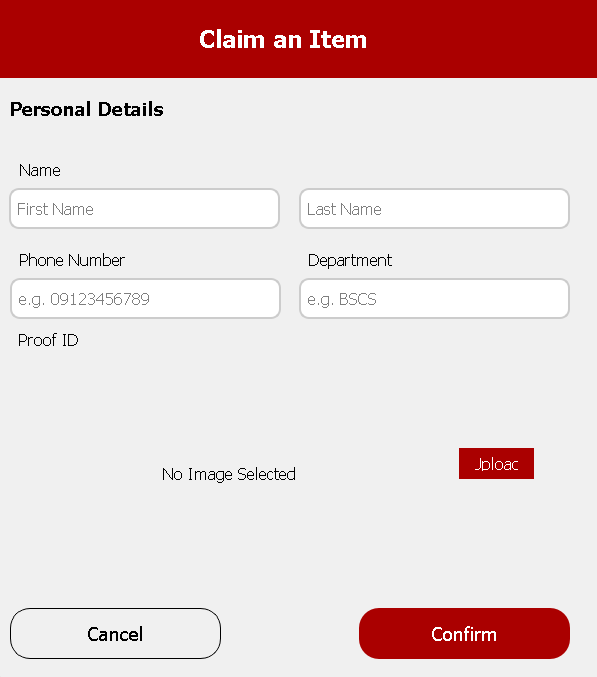 Claim an Item
Personal Details
Name
First Name
Last Name
Phone Number
Department
e.g. 09123456789
e.g. BSCS
Proof ID
No Image Selected
Upload
Cancel
Confirm